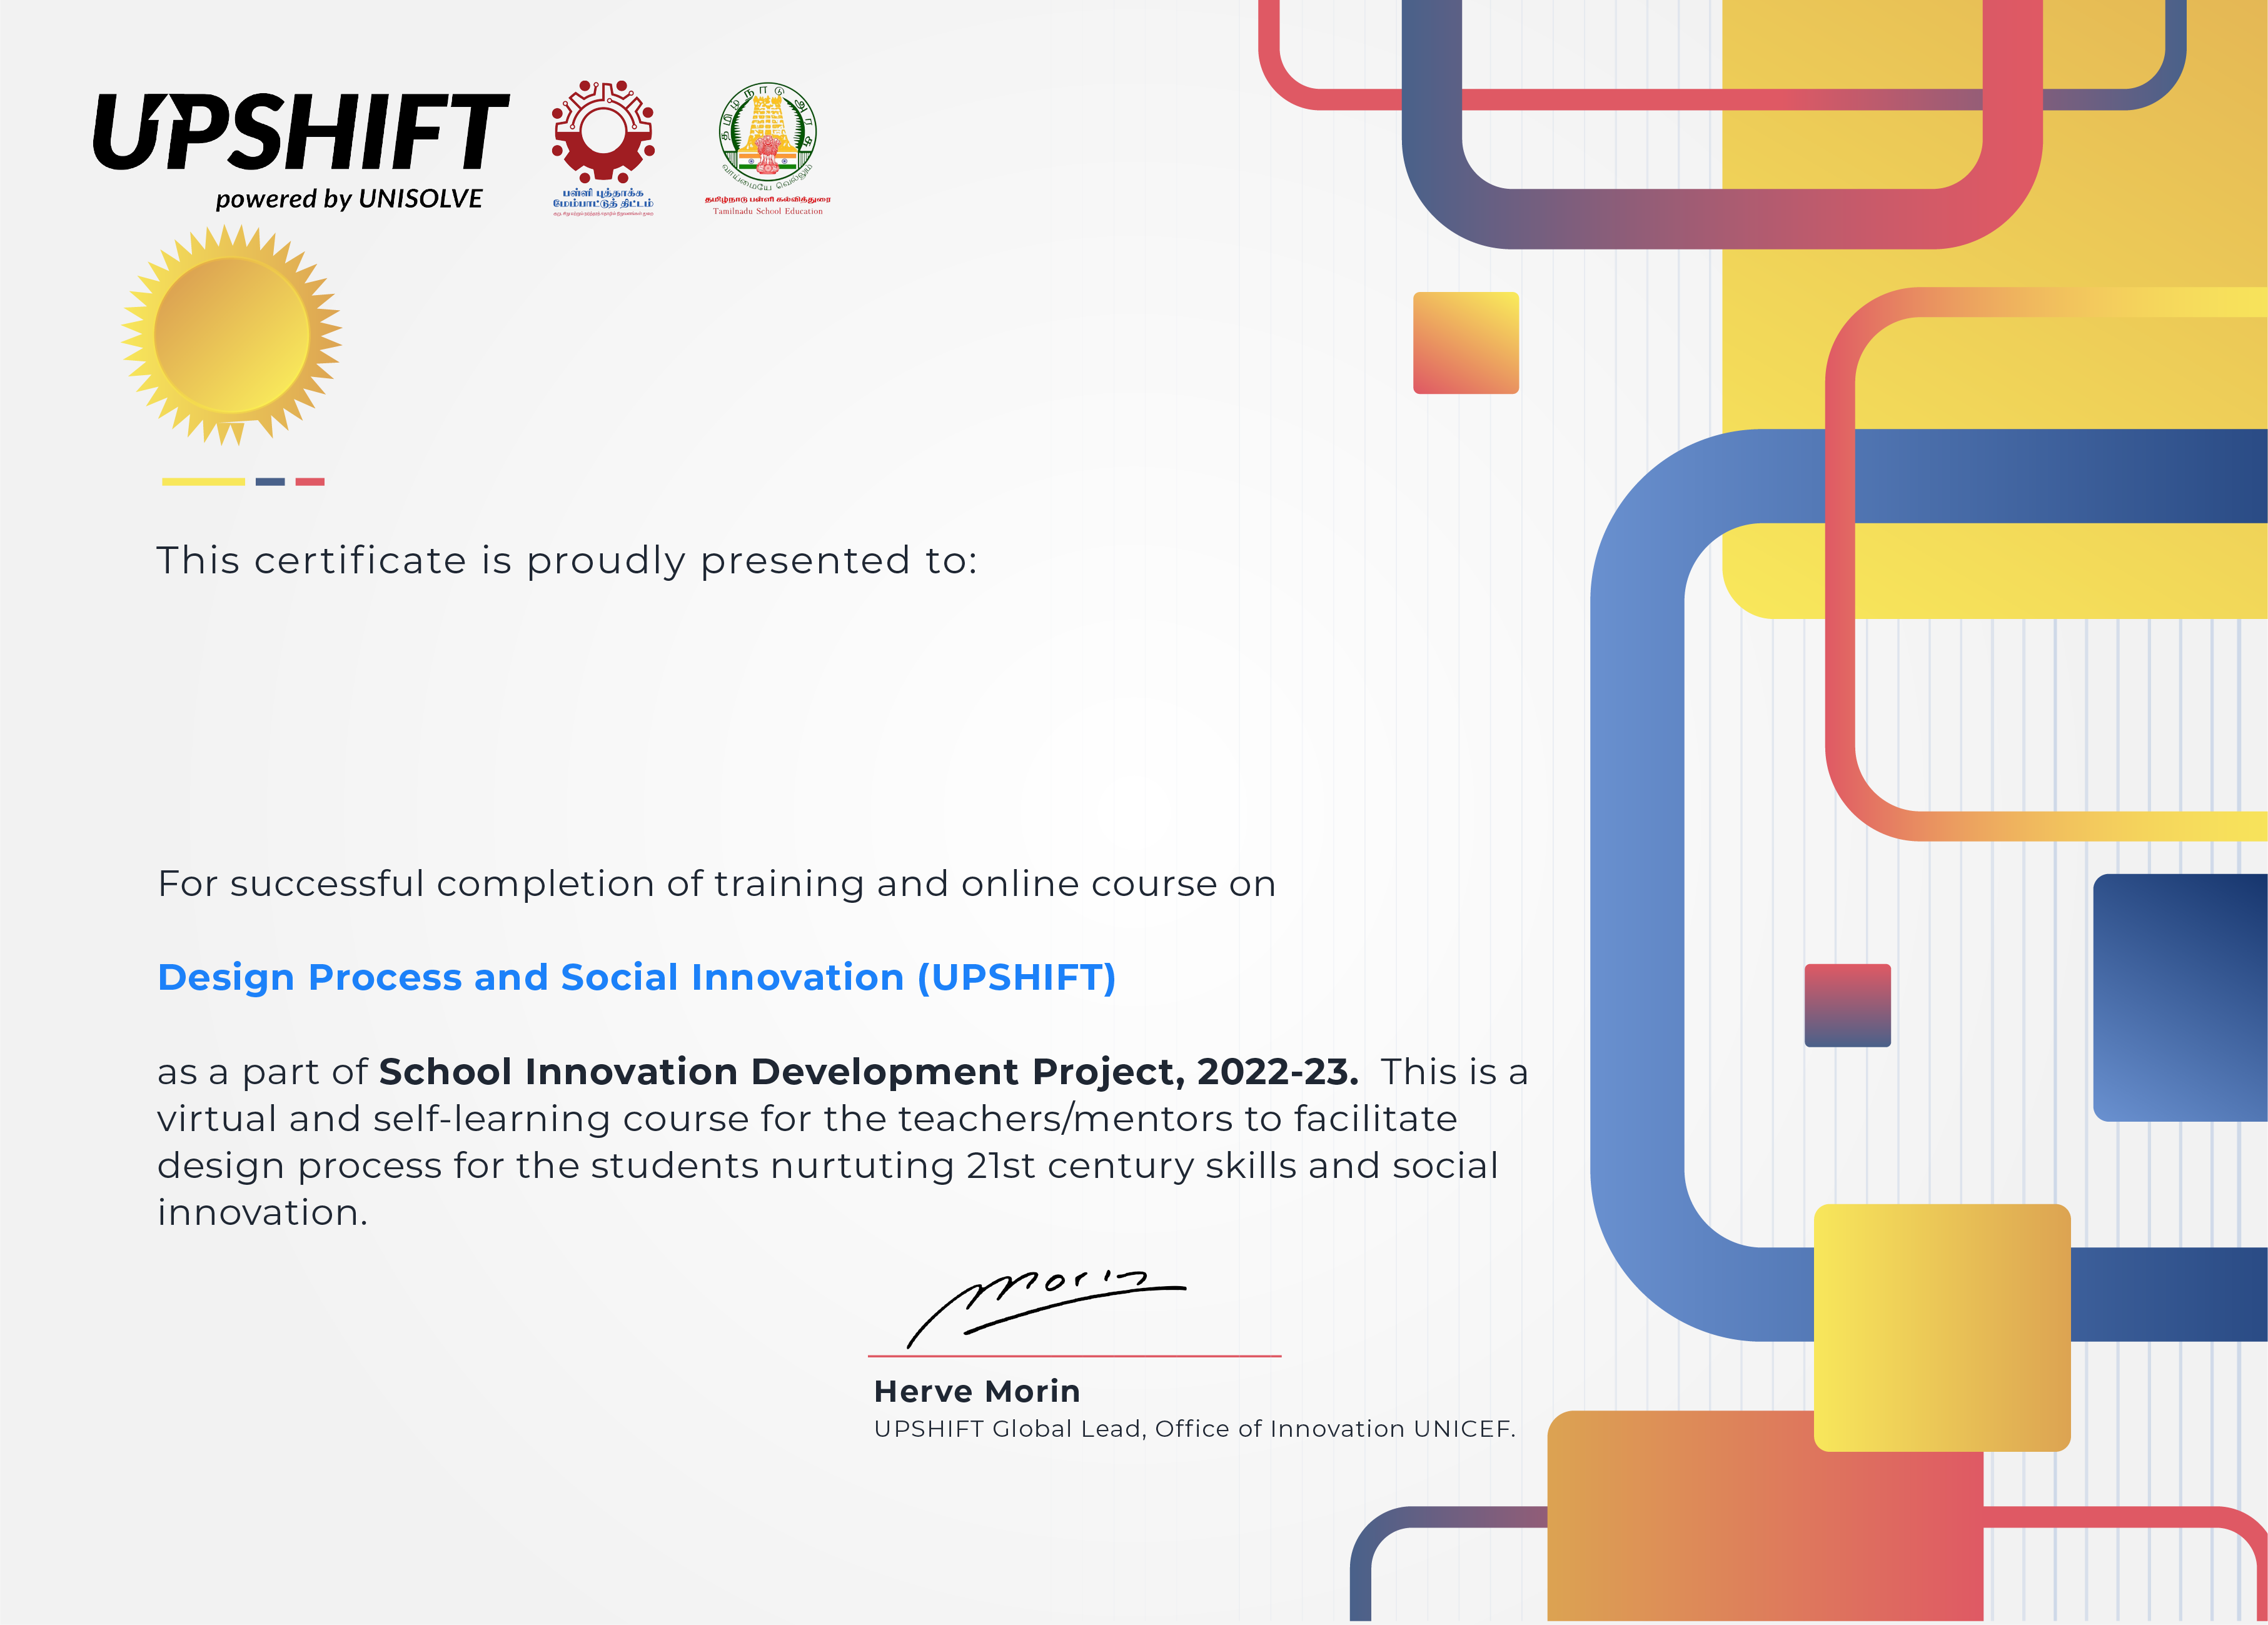 UPSHIFT
powered by UNISOLVE
பள்ளி புத்தாக்க
மேம்பாட்டுத் திட்டம்
தமிழ்நாடு அரசு
வாய்மையே வெல்லும்
தமிழ்நாடு பள்ளி கல்வித்துறை
Tamilnadu School Education
This certificate is proudly presented to:
For successful completion of training and online course on
Design Process and Social Innovation (UPSHIFT)
as a part of School Innovation Development Project, 2022-23.  This is a
virtual and self-learning course for the teachers/mentors to facilitate
design process for the students nurtuting 21st century skills and social
innovation.
Morin
Herve Morin
UPSHIFT Global Lead, Office of Innovation UNICEF.